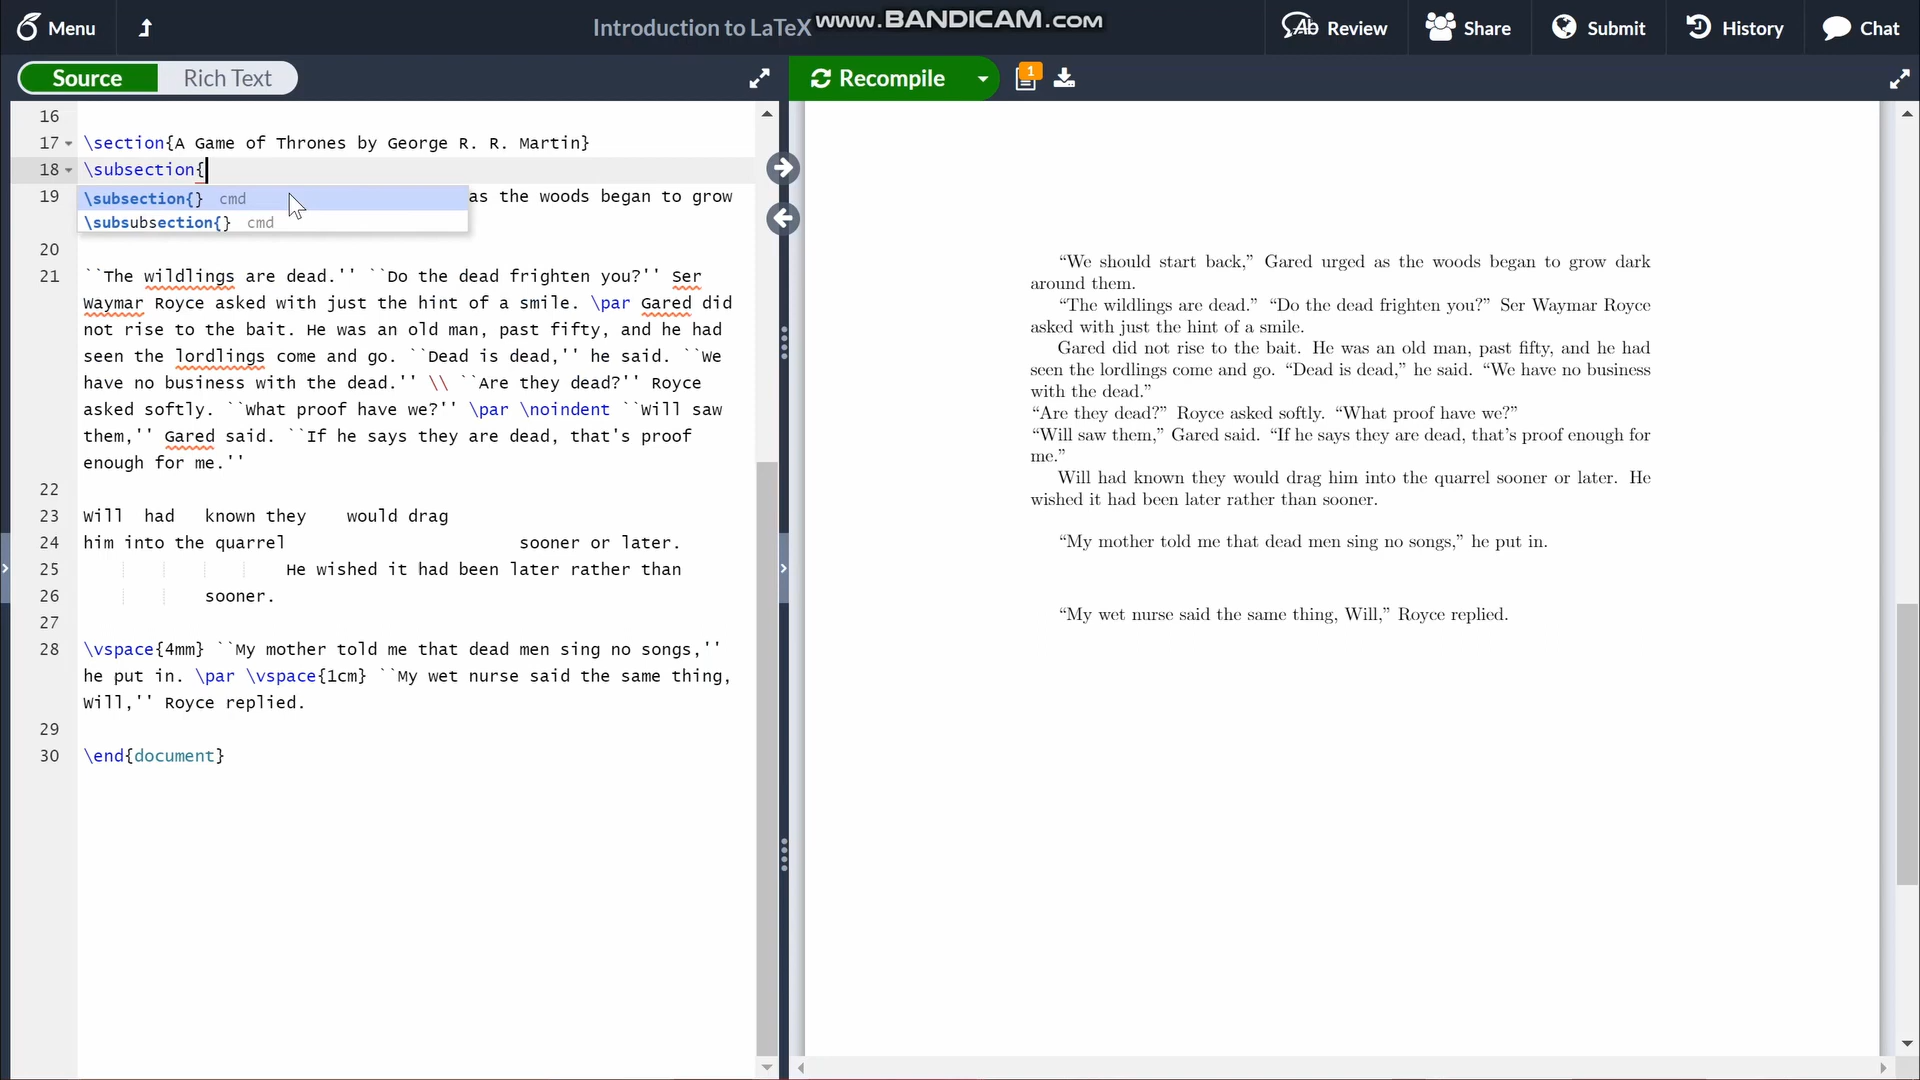 Menu
Introduction to LaTeX
www.BANDICAM.com
Review
Share
Submit
History
Chat
Source
Rich Text
Recompile
1
16
17 \section{A Game of Thrones by George R. R. Martin}
18 \subsection{
\subsection{} cmd
\subsubsection{} cmd
19 as the woods began to grow
20
21 ``The wildlings are dead.'' ``Do the dead frighten you?'' Ser
Waymar Royce asked with just the hint of a smile. \par Gared did
not rise to the bait. He was an old man, past fifty, and he had
seen the lordlings come and go. ``Dead is dead,'' he said. ``We
have no business with the dead.'' \\ ``Are they dead?'' Royce
asked softly. ``What proof have we?'' \par \noindent ``Will saw
them,'' Gared said. ``If he says they are dead, that's proof
enough for me.''
22
23 Will had known they would drag
24 him into the quarrel sooner or later.
25 He wished it had been later rather than
26 sooner.
27
28 \vspace{4mm} ``My mother told me that dead men sing no songs,''
he put in. \par \vspace{1cm} ``My wet nurse said the same thing,
Will,'' Royce replied.
29
30 \end{document}
“We should start back,” Gared urged as the woods began to grow dark
around them.
“The wildlings are dead.” “Do the dead frighten you?” Ser Waymar Royce
asked with just the hint of a smile.
Gared did not rise to the bait. He was an old man, past fifty, and he had
seen the lordlings come and go. “Dead is dead,” he said. “We have no business
with the dead.”
“Are they dead?” Royce asked softly. “What proof have we?”
“Will saw them,” Gared said. “If he says they are dead, that’s proof enough for
me.”
Will had known they would drag him into the quarrel sooner or later. He
wished it had been later rather than sooner.
“My mother told me that dead men sing no songs,” he put in.
“My wet nurse said the same thing, Will,” Royce replied.